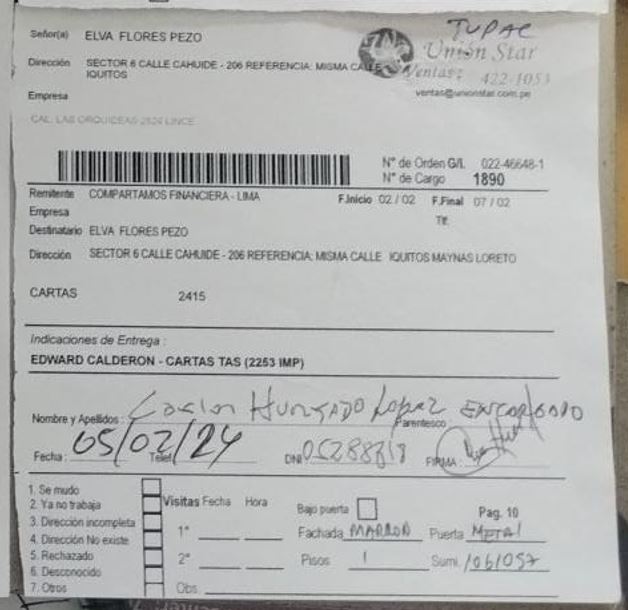 Señor(a) ELVA FLORES PEZO
TUPAC
Unión Star
Dirección SECTOR 6 CALLE CAHUIDE - 206 REFERENCIA: MISMA CALLE
IQUITOS
Ventas: 422-1053
ventas@unionstar.com.pe
Empresa
CAL. LAS ORQUIDEAS 2524 LINCE
N° de Orden G/I. 022-46648-1
N° de Cargo 1890
Remitente COMPARTAMOS FINANCIERA - LIMA F.Inicio 02 / 02 F.Final 07 / 02
Empresa Tlf.
Destinatario ELVA FLORES PEZO
Dirección SECTOR 6 CALLE CAHUIDE - 206 REFERENCIA: MISMA CALLE IQUITOS MAYNAS LORETO
CARTAS 2415
Indicaciones de Entrega :
EDWARD CALDERON - CARTAS TAS (2253 IMP)
Nombre y Apellidos : Carlos Hurtado Lopez Parentesco ENCARGADO
Fecha : 05/02/24 Telef. DNI FIRMA :
1. Se mudo
2. Ya no trabaja
3. Dirección incompleta
4. Dirección No existe
5. Rechazado
6. Desconocido
7. Otros
Visitas Fecha Hora
1°
2°
Obs.
Bajo puerta Pag. 10
Fachada MARRON Puerta METAL
Pisos 1 Sumi. 1061057